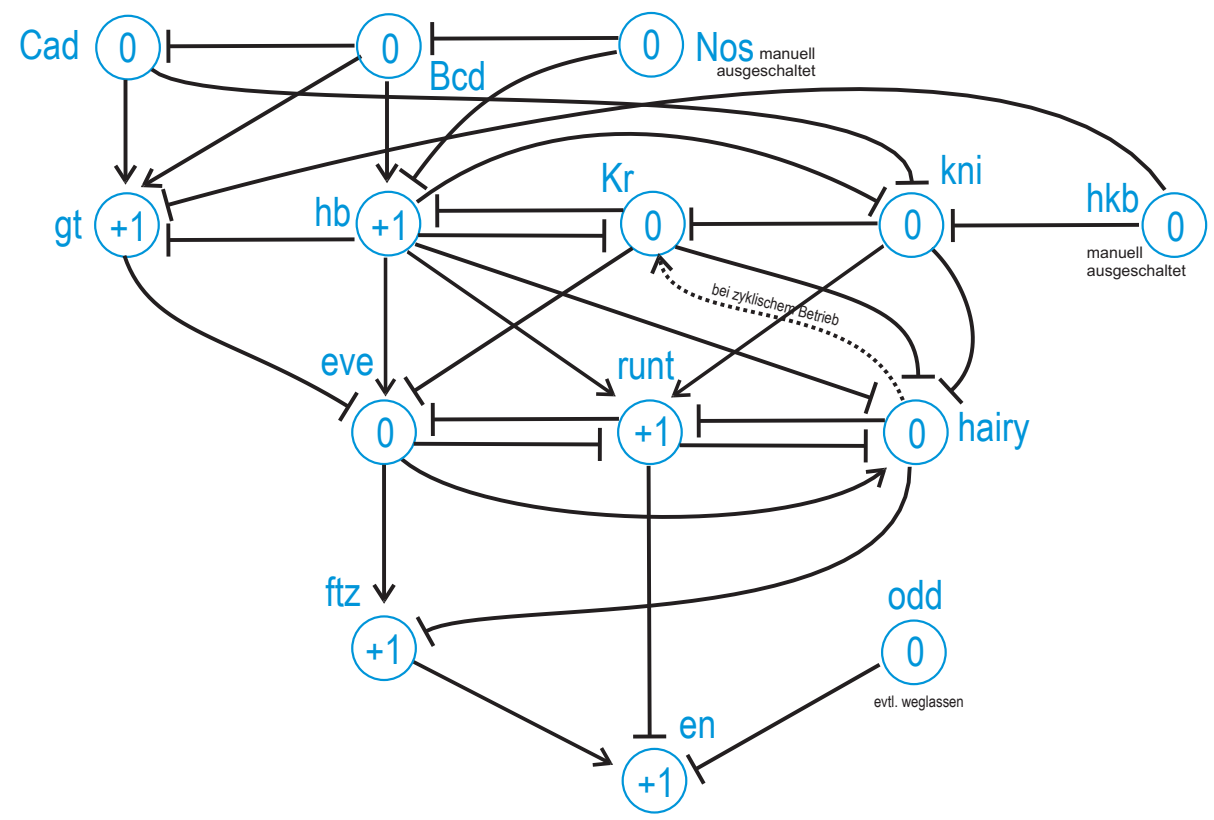 Cad
0
0
Bcd
0
Nos
manuell
ausgeschaltet
gt
+1
hb
+1
Kr
0
kni
0
hkb
0
manuell
ausgeschaltet
bei zyklischem Betrieb
eve
0
runt
+1
hairy
0
ftz
+1
odd
0
evtl. weglassen
en
+1